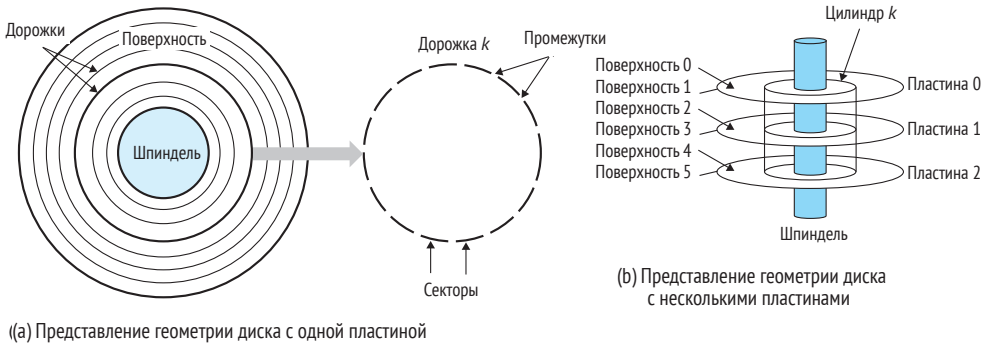 Дорожки
Поверхность
Шпиндель
Дорожка k
Промежутки
Секторы
((a) Представление геометрии диска с одной пластиной
Цилиндр k
Поверхность 0
Поверхность 1
Поверхность 2
Поверхность 3
Поверхность 4
Поверхность 5
Пластина 0
Пластина 1
Пластина 2
Шпиндель
(b) Представление геометрии диска
с несколькими пластинами